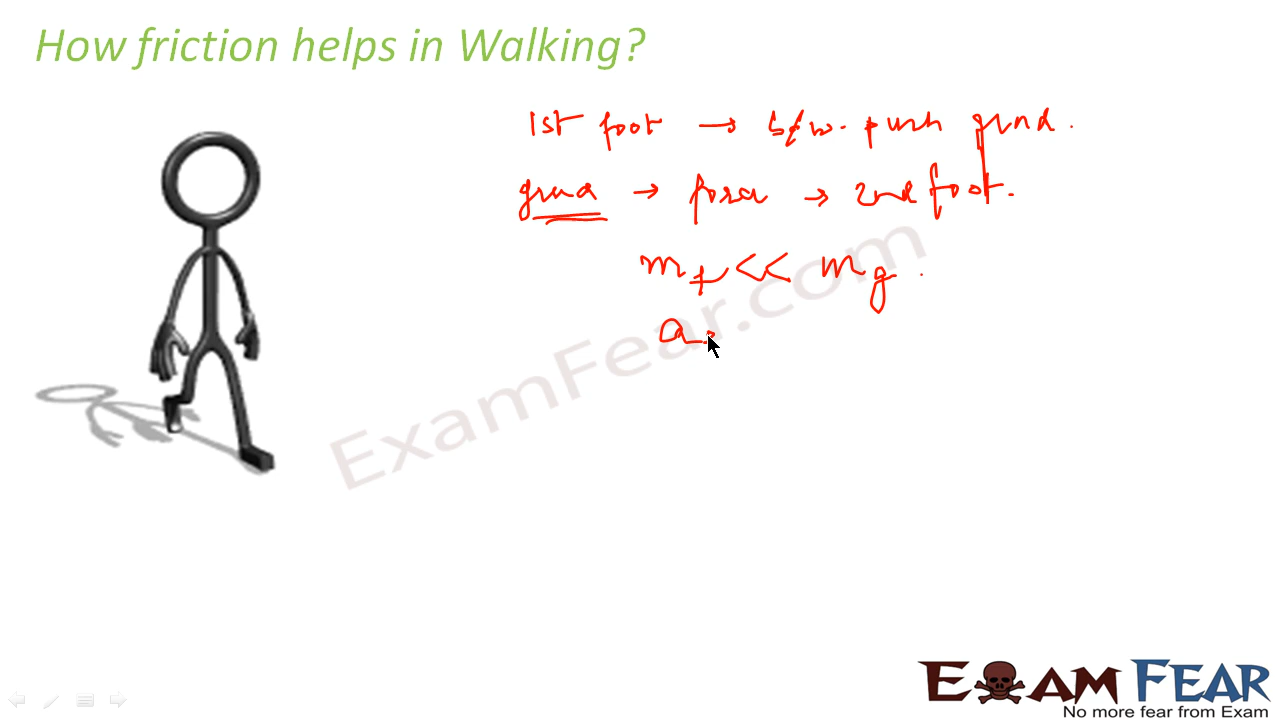 How friction helps in Walking?
1st foot → push grnd.
grnd → force → 2nd foot.
mf << mg.
a
ExamFear.com
EXAM FEAR
No more fear from Exam